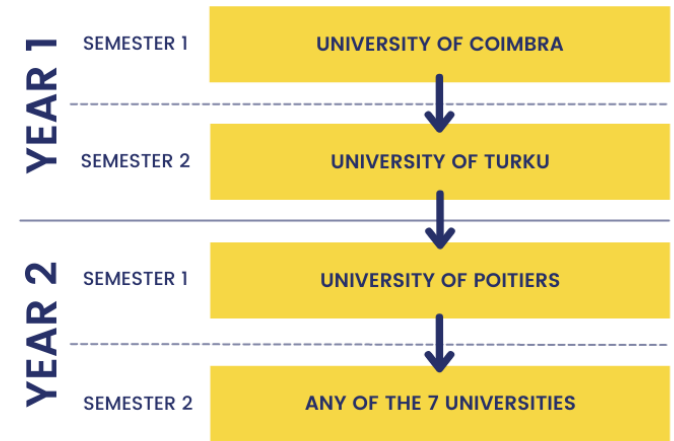 YEAR 1
SEMESTER 1
UNIVERSITY OF COIMBRA
SEMESTER 2
UNIVERSITY OF TURKU
YEAR 2
SEMESTER 1
UNIVERSITY OF POITIERS
SEMESTER 2
ANY OF THE 7 UNIVERSITIES